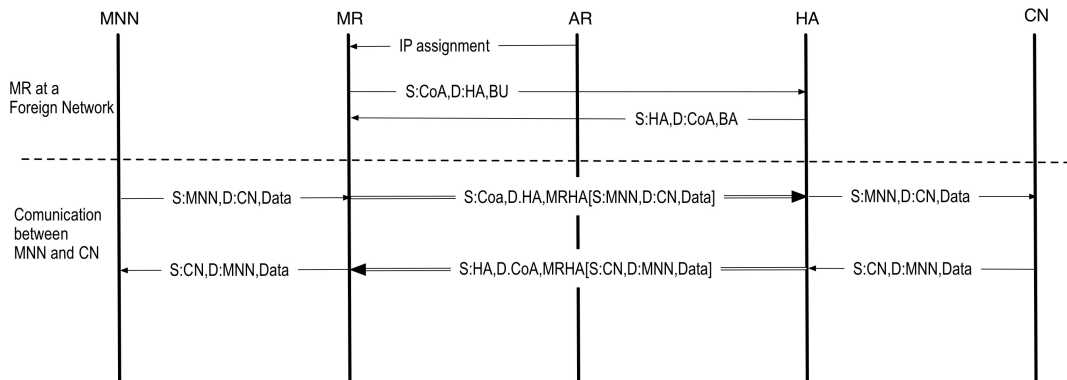 MNN MR AR HA CN
IP assignment
MR at a
Foreign Network
S:CoA,D:HA,BU
S:HA,D:CoA,BA
S:MNN,D:CN,Data S:Coa,D.HA,MRHA[S:MNN,D:CN,Data] S:MNN,D:CN,Data
Comunication
between
MNN and CN
S:CN,D:MNN,Data S:HA,D.CoA,MRHA[S:CN,D:MNN,Data] S:CN,D:MNN,Data